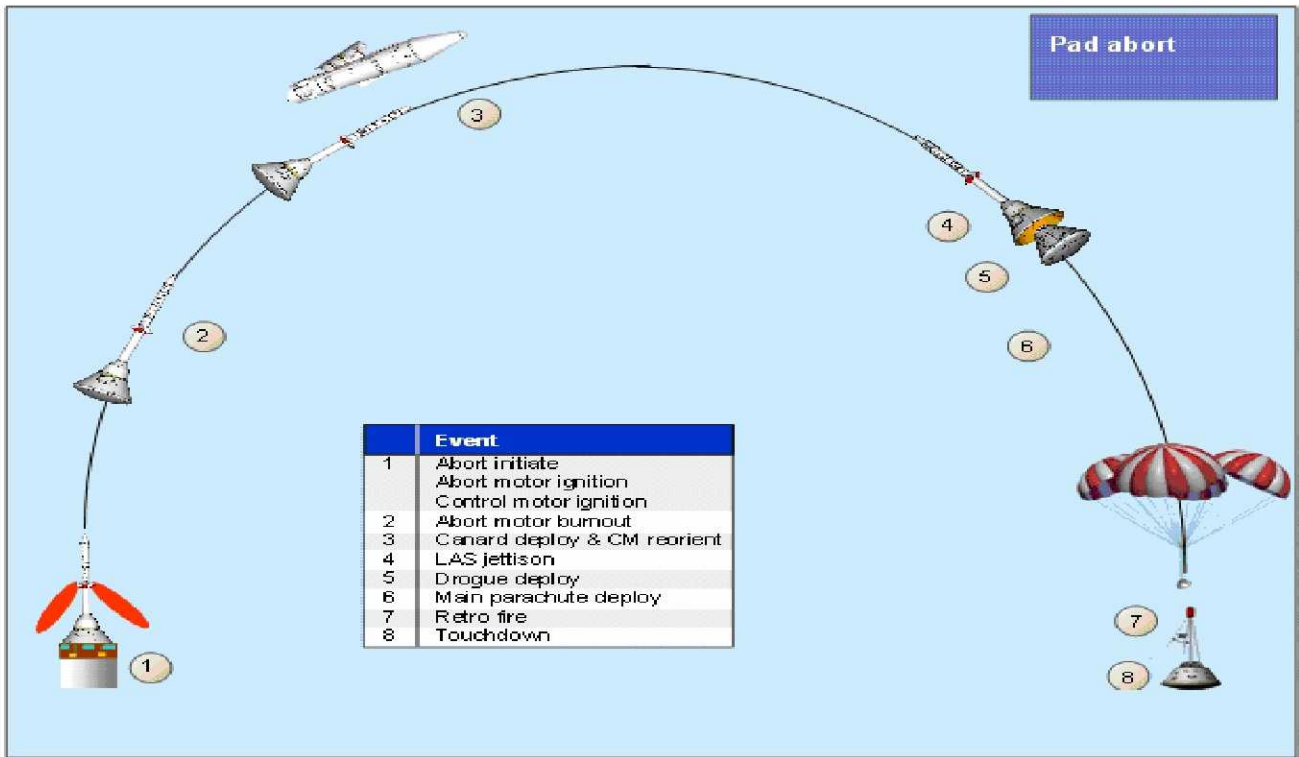 Pad abort
3
2
4
5
6
Event
1 Abort initiate
Abort motor ignition
Control motor ignition
2 Abort motor burnout
3 Canard deploy & CM reorient
4 LAS jettison
5 Drogue deploy
6 Main parachute deploy
7 Retro fire
8 Touchdown
7
1
8